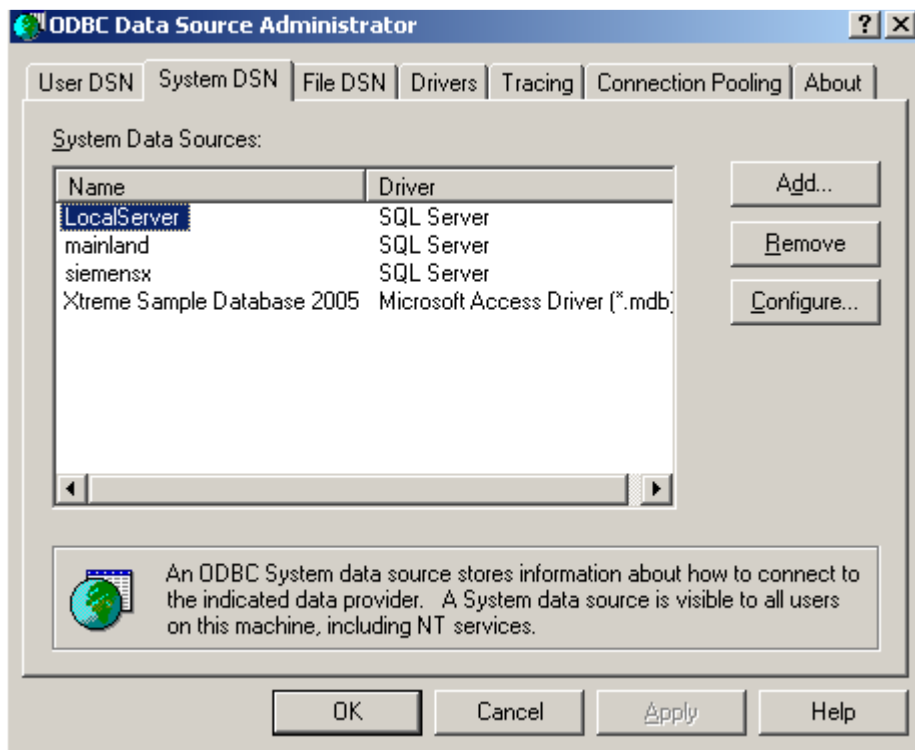 ODBC Data Source Administrator
User DSN System DSN File DSN Drivers Tracing Connection Pooling About
System Data Sources:
Name Driver
LocalServer SQL Server
mainland SQL Server
siemensx SQL Server
Xtreme Sample Database 2005 Microsoft Access Driver (*.mdb)
Add...
Remove
Configure...
An ODBC System data source stores information about how to connect to
the indicated data provider. A System data source is visible to all users
on this machine, including NT services.
OK Cancel Apply Help